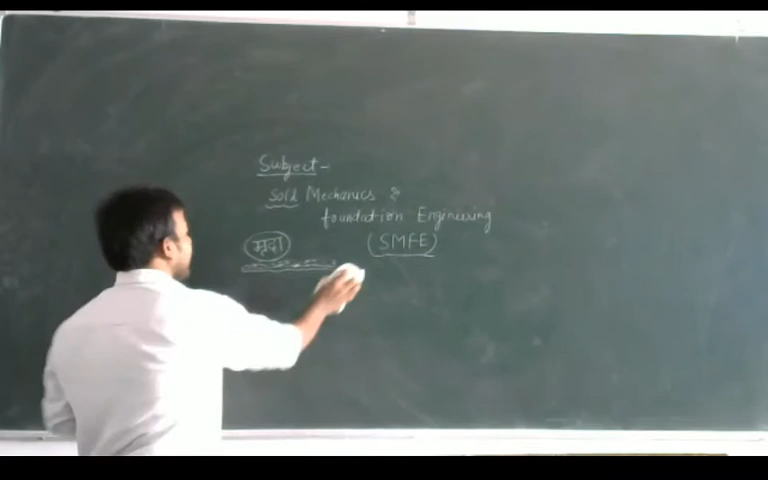 Subject-
Soil Mechanics &
foundation Engineering
मृदा (SMFE)